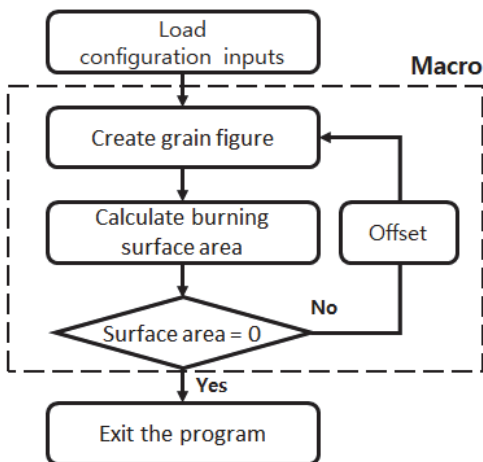 Load
configuration inputs
Macro
Create grain figure
Calculate burning
surface area
Offset
No
Surface area = 0
Yes
Exit the program